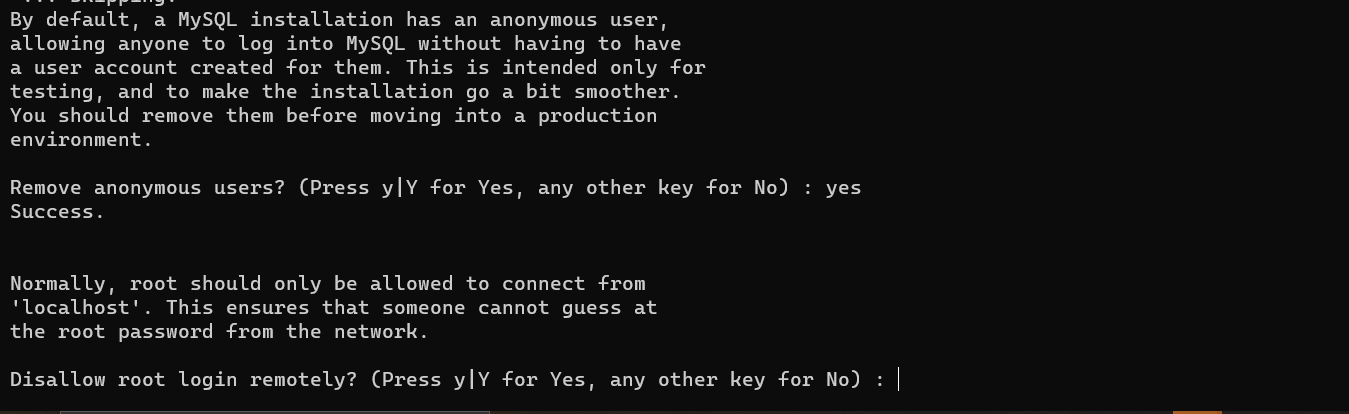 ... skipping.
By default, a MySQL installation has an anonymous user,
allowing anyone to log into MySQL without having to have
a user account created for them. This is intended only for
testing, and to make the installation go a bit smoother.
You should remove them before moving into a production
environment.
Remove anonymous users? (Press y|Y for Yes, any other key for No) : yes
Success.
Normally, root should only be allowed to connect from
'localhost'. This ensures that someone cannot guess at
the root password from the network.
Disallow root login remotely? (Press y|Y for Yes, any other key for No) :